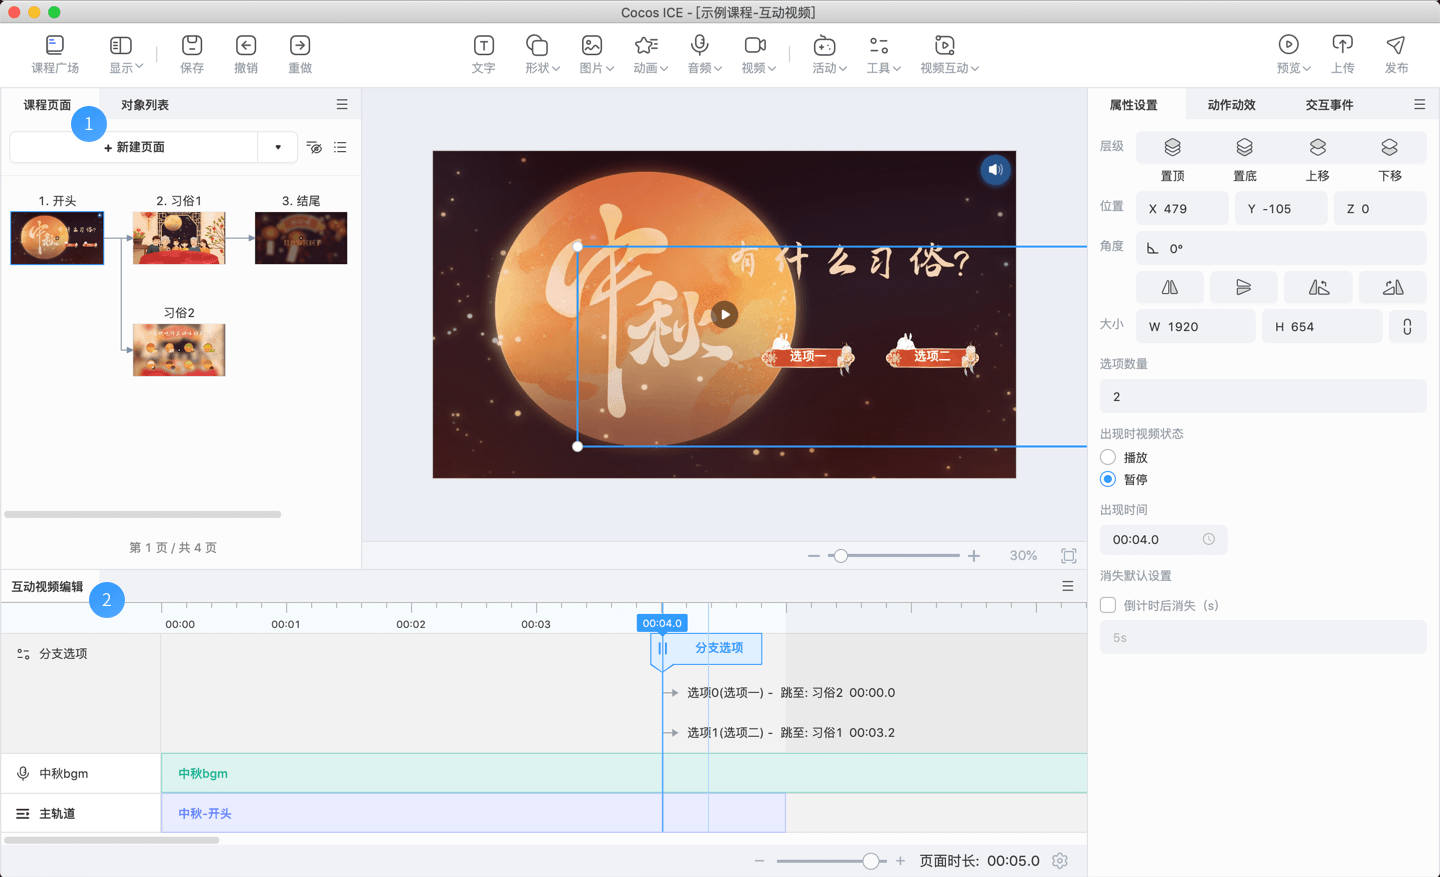 Cocos ICE - [示例课程-互动视频]
课程广场
显示
保存
撤销
重做
文字
形状
图片
动画
音频
视频
活动
工具
视频互动
预览
上传
发布
课程页面
对象列表
1
+ 新建页面
1. 开头
2. 习俗1
3. 结尾
习俗2
第 1 页 / 共 4 页
中秋
有什么习俗?
选项一
选项二
30%
属性设置
动作动效
交互事件
层级
置顶
置底
上移
下移
位置
X 479
Y -105
Z 0
角度
0°
大小
W 1920
H 654
选项数量
2
出现时视频状态
播放
暂停
出现时间
00:04.0
消失默认设置
倒计时后消失（s）
5s
互动视频编辑
2
00:00
00:01
00:02
00:03
00:04.0
分支选项
分支选项
选项0(选项一) - 跳至: 习俗2 00:00.0
选项1(选项二) - 跳至: 习俗1 00:03.2
中秋bgm
中秋bgm
主轨道
中秋-开头
页面时长: 00:05.0